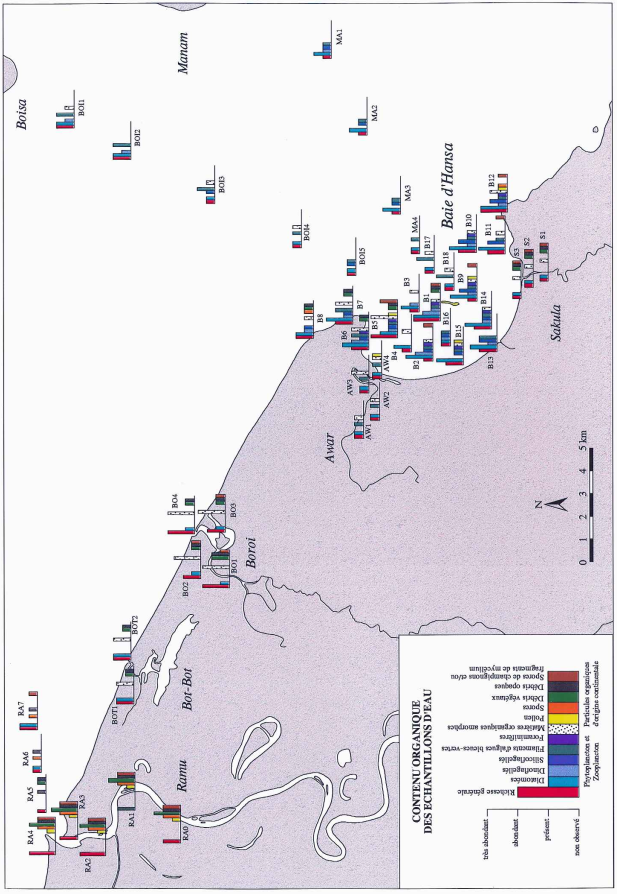 Boisa
Manam
BOI1
BOI2
BOI3
BOI4
BOI5
MA1
MA2
MA3
MA4
Baie d'Hansa
B12
B11
B10
B17
B18
B9
B3
B1
B7
B8
B6
B5
B4
B2
B16
B15
B14
B13
S3
S2
S1
Sakula
AW4
AW3
AW2
AW1
Awar
BO4
BO3
BO2
BO1
Boroi
BOT2
BOT1
Bot-Bot
RA7
RA6
RA5
RA4
RA3
RA2
RA1
RA0
Ramu
N
0 1 2 3 4 5 km
CONTENU ORGANIQUE
DES ECHANTILLONS D'EAU
très abondant
abondant
présent
non observé
Richesse générale
Diatomées
Dinoflagellés
Silicoflagellés
Filaments d'algues bleues-vertes
Foraminifères
Matières organiques amorphes
Pollen
Spores
Débris végétaux
Débris opaques
Spores de champignons et/ou
fragments de mycélium
Phytoplancton et
Zooplancton
Particules organiques
d'origine continentale